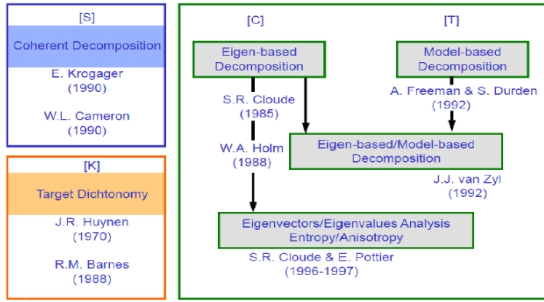 [S]
Coherent Decomposition
E. Krogager
(1990)
W.L. Cameron
(1990)
[K]
Target Dichtonomy
J.R. Huynen
(1970)
R.M. Barnes
(1988)
[C]
[T]
Eigen-based
Decomposition
Model-based
Decomposition
S.R. Cloude
(1985)
A. Freeman & S. Durden
(1992)
W.A. Holm
(1988)
Eigen-based/Model-based
Decomposition
J.J. van Zyl
(1992)
Eigenvectors/Eigenvalues Analysis
Entropy/Anisotropy
S.R. Cloude & E. Pottier
(1996-1997)